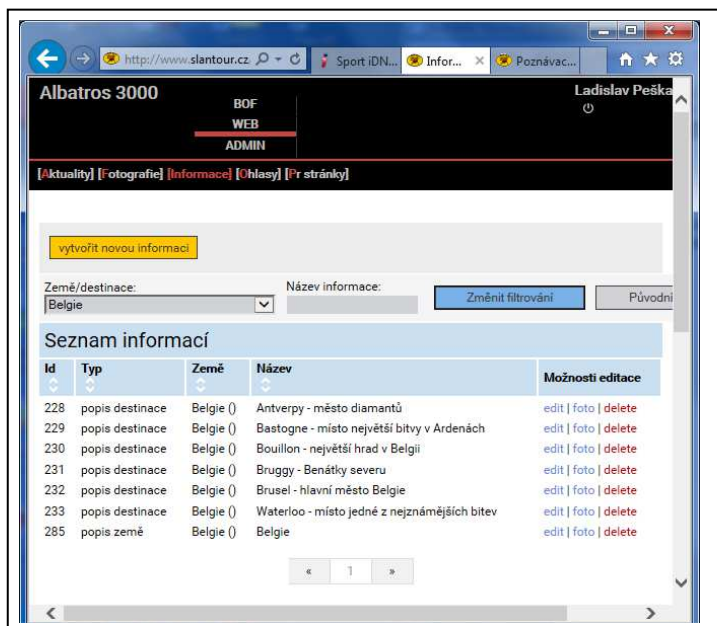 http://www.slantour.cz
Sport iDN...
Infor...
Poznávac...
Albatros 3000
BOF
WEB
ADMIN
Ladislav Peška
[Aktuality] [Fotografie] [Informace] [Ohlasy] [Pr stránky]
vytvořit novou informaci
Země/destinace:
Název informace:
Belgie
Změnit filtrování
Původní
Seznam informací
Id Typ Země Název Možnosti editace
228 popis destinace Belgie () Antverpy - město diamantů edit | foto | delete
229 popis destinace Belgie () Bastogne - místo největší bitvy v Ardenách edit | foto | delete
230 popis destinace Belgie () Bouillon - největší hrad v Belgii edit | foto | delete
231 popis destinace Belgie () Bruggy - Benátky severu edit | foto | delete
232 popis destinace Belgie () Brusel - hlavní město Belgie edit | foto | delete
233 popis destinace Belgie () Waterloo - místo jedné z nejznámějších bitev edit | foto | delete
285 popis země Belgie () Belgie edit | foto | delete
« 1 »